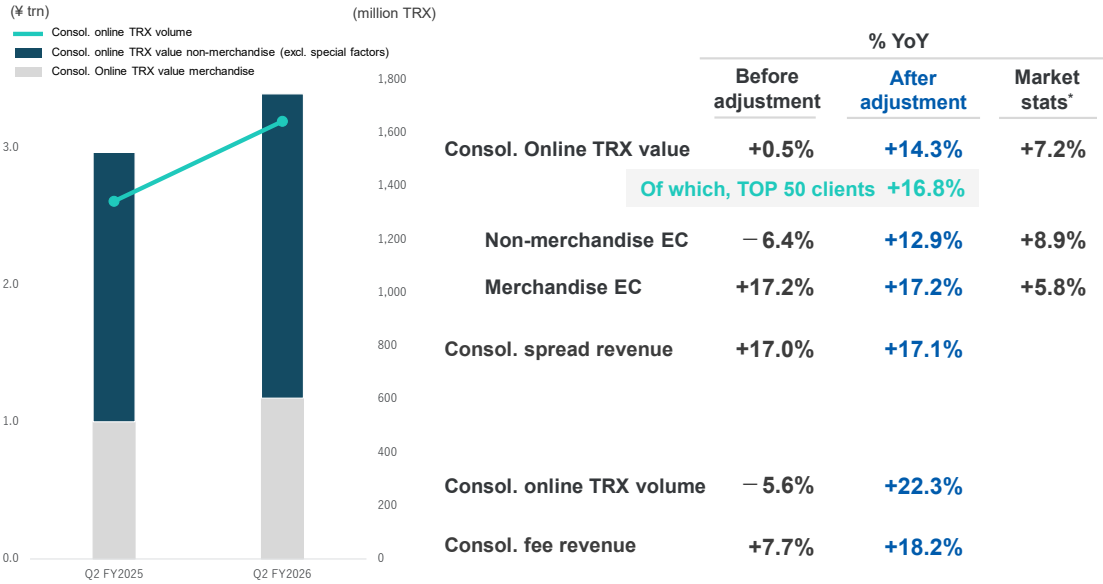 (¥ trn)
(million TRX)
Consol. online TRX volume
Consol. online TRX value non-merchandise (excl. special factors)
Consol. Online TRX value merchandise
3.0
2.0
1.0
0.0
1,800
1,600
1,400
1,200
1,000
800
600
400
200
0
Q2 FY2025
Q2 FY2026
% YoY
Before adjustment
After adjustment
Market stats*
Consol. Online TRX value +0.5% +14.3% +7.2%
Of which, TOP 50 clients +16.8%
Non-merchandise EC －6.4% +12.9% +8.9%
Merchandise EC +17.2% +17.2% +5.8%
Consol. spread revenue +17.0% +17.1%
Consol. online TRX volume －5.6% +22.3%
Consol. fee revenue +7.7% +18.2%